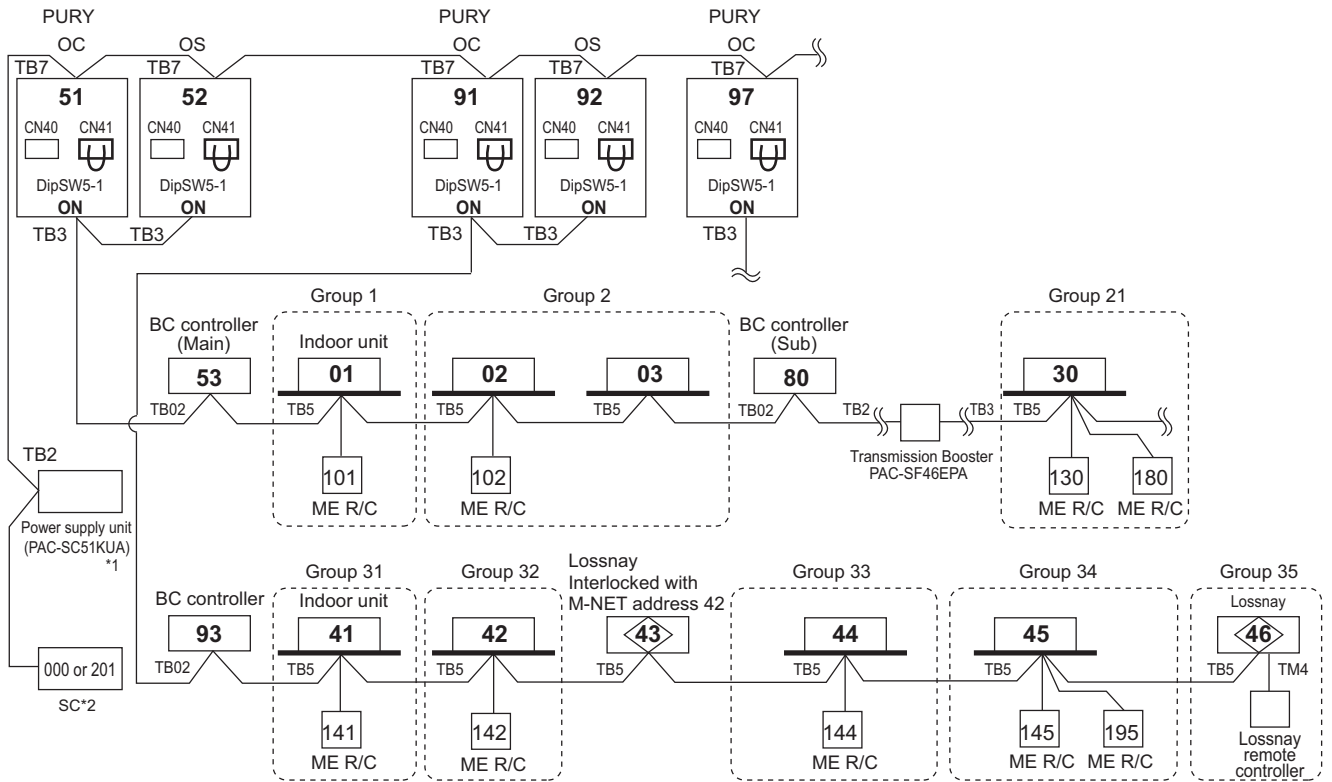 PURY PURY
OC OS OC OS OC
TB7 TB7 TB7 TB7 TB7
51 52 91 92 97
CN40 CN41 CN40 CN41 CN40 CN41 CN40 CN41 CN40 CN41
DipSW5-1 DipSW5-1 DipSW5-1 DipSW5-1 DipSW5-1
ON ON ON ON ON
TB3 TB3 TB3 TB3 TB3
Group 1 Group 2 Group 21
BC controller
(Main)
Indoor unit
BC controller
(Sub)
53 01 02 03 80 30
TB02 TB5 TB5 TB5 TB02 TB2 TB3 TB5
Transmission Booster
PAC-SF46EPA
101 102 130 180
ME R/C ME R/C ME R/C ME R/C
TB2
Power supply unit
(PAC-SC51KUA)
*1
Group 31 Group 32 Group 33 Group 34 Group 35
Lossnay
Interlocked with
M-NET address 42
BC controller Indoor unit Lossnay
93 41 42 43 44 45 46
TB02 TB5 TB5 TB5 TB5 TB5 TB5 TM4
000 or 201
SC*2
141 142 144 145 195
ME R/C ME R/C ME R/C ME R/C ME R/C
Lossnay
remote
controller